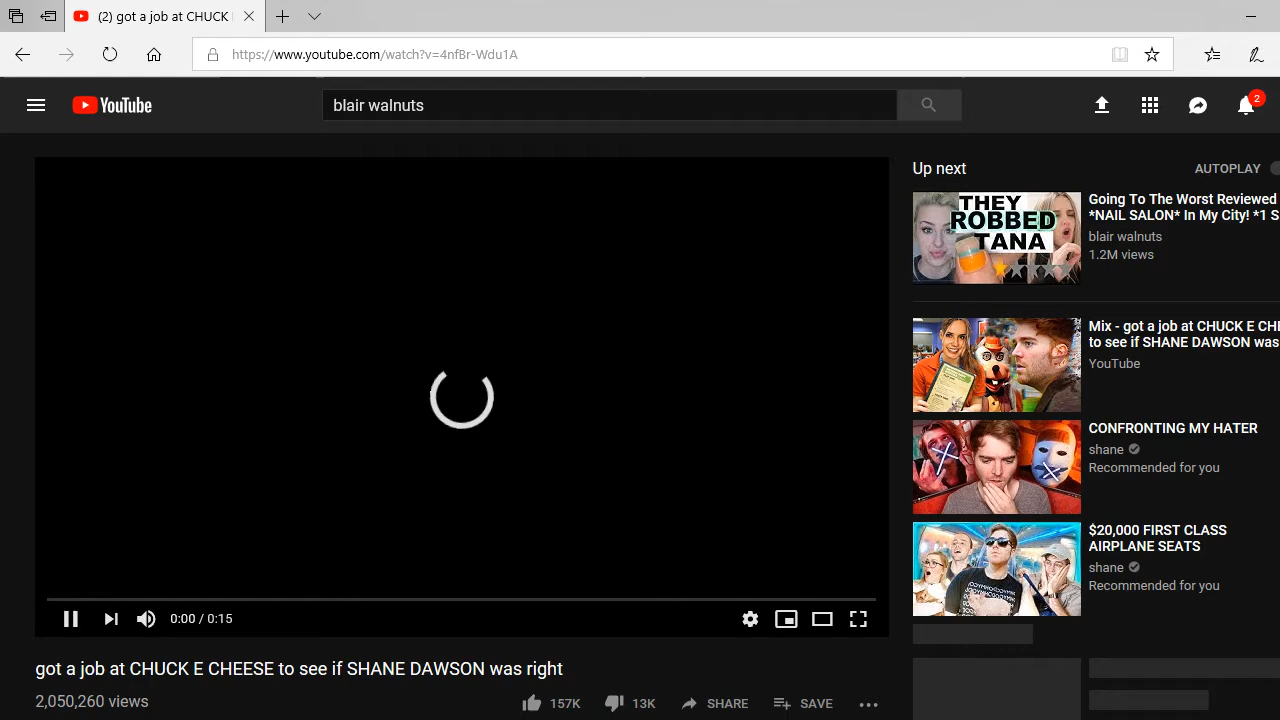 (2) got a job at CHUCK
https://www.youtube.com/watch?v=4nfBr-Wdu1A
YouTube
blair walnuts
2
Up next
AUTOPLAY
THEY
ROBBED
TANA
Going To The Worst Reviewed
*NAIL SALON* In My City! *1 S
blair walnuts
1.2M views
Mix - got a job at CHUCK E CHE
to see if SHANE DAWSON was
YouTube
CONFRONTING MY HATER
shane
Recommended for you
$20,000 FIRST CLASS
AIRPLANE SEATS
shane
Recommended for you
0:00 / 0:15
got a job at CHUCK E CHEESE to see if SHANE DAWSON was right
2,050,260 views
157K
13K
SHARE
SAVE